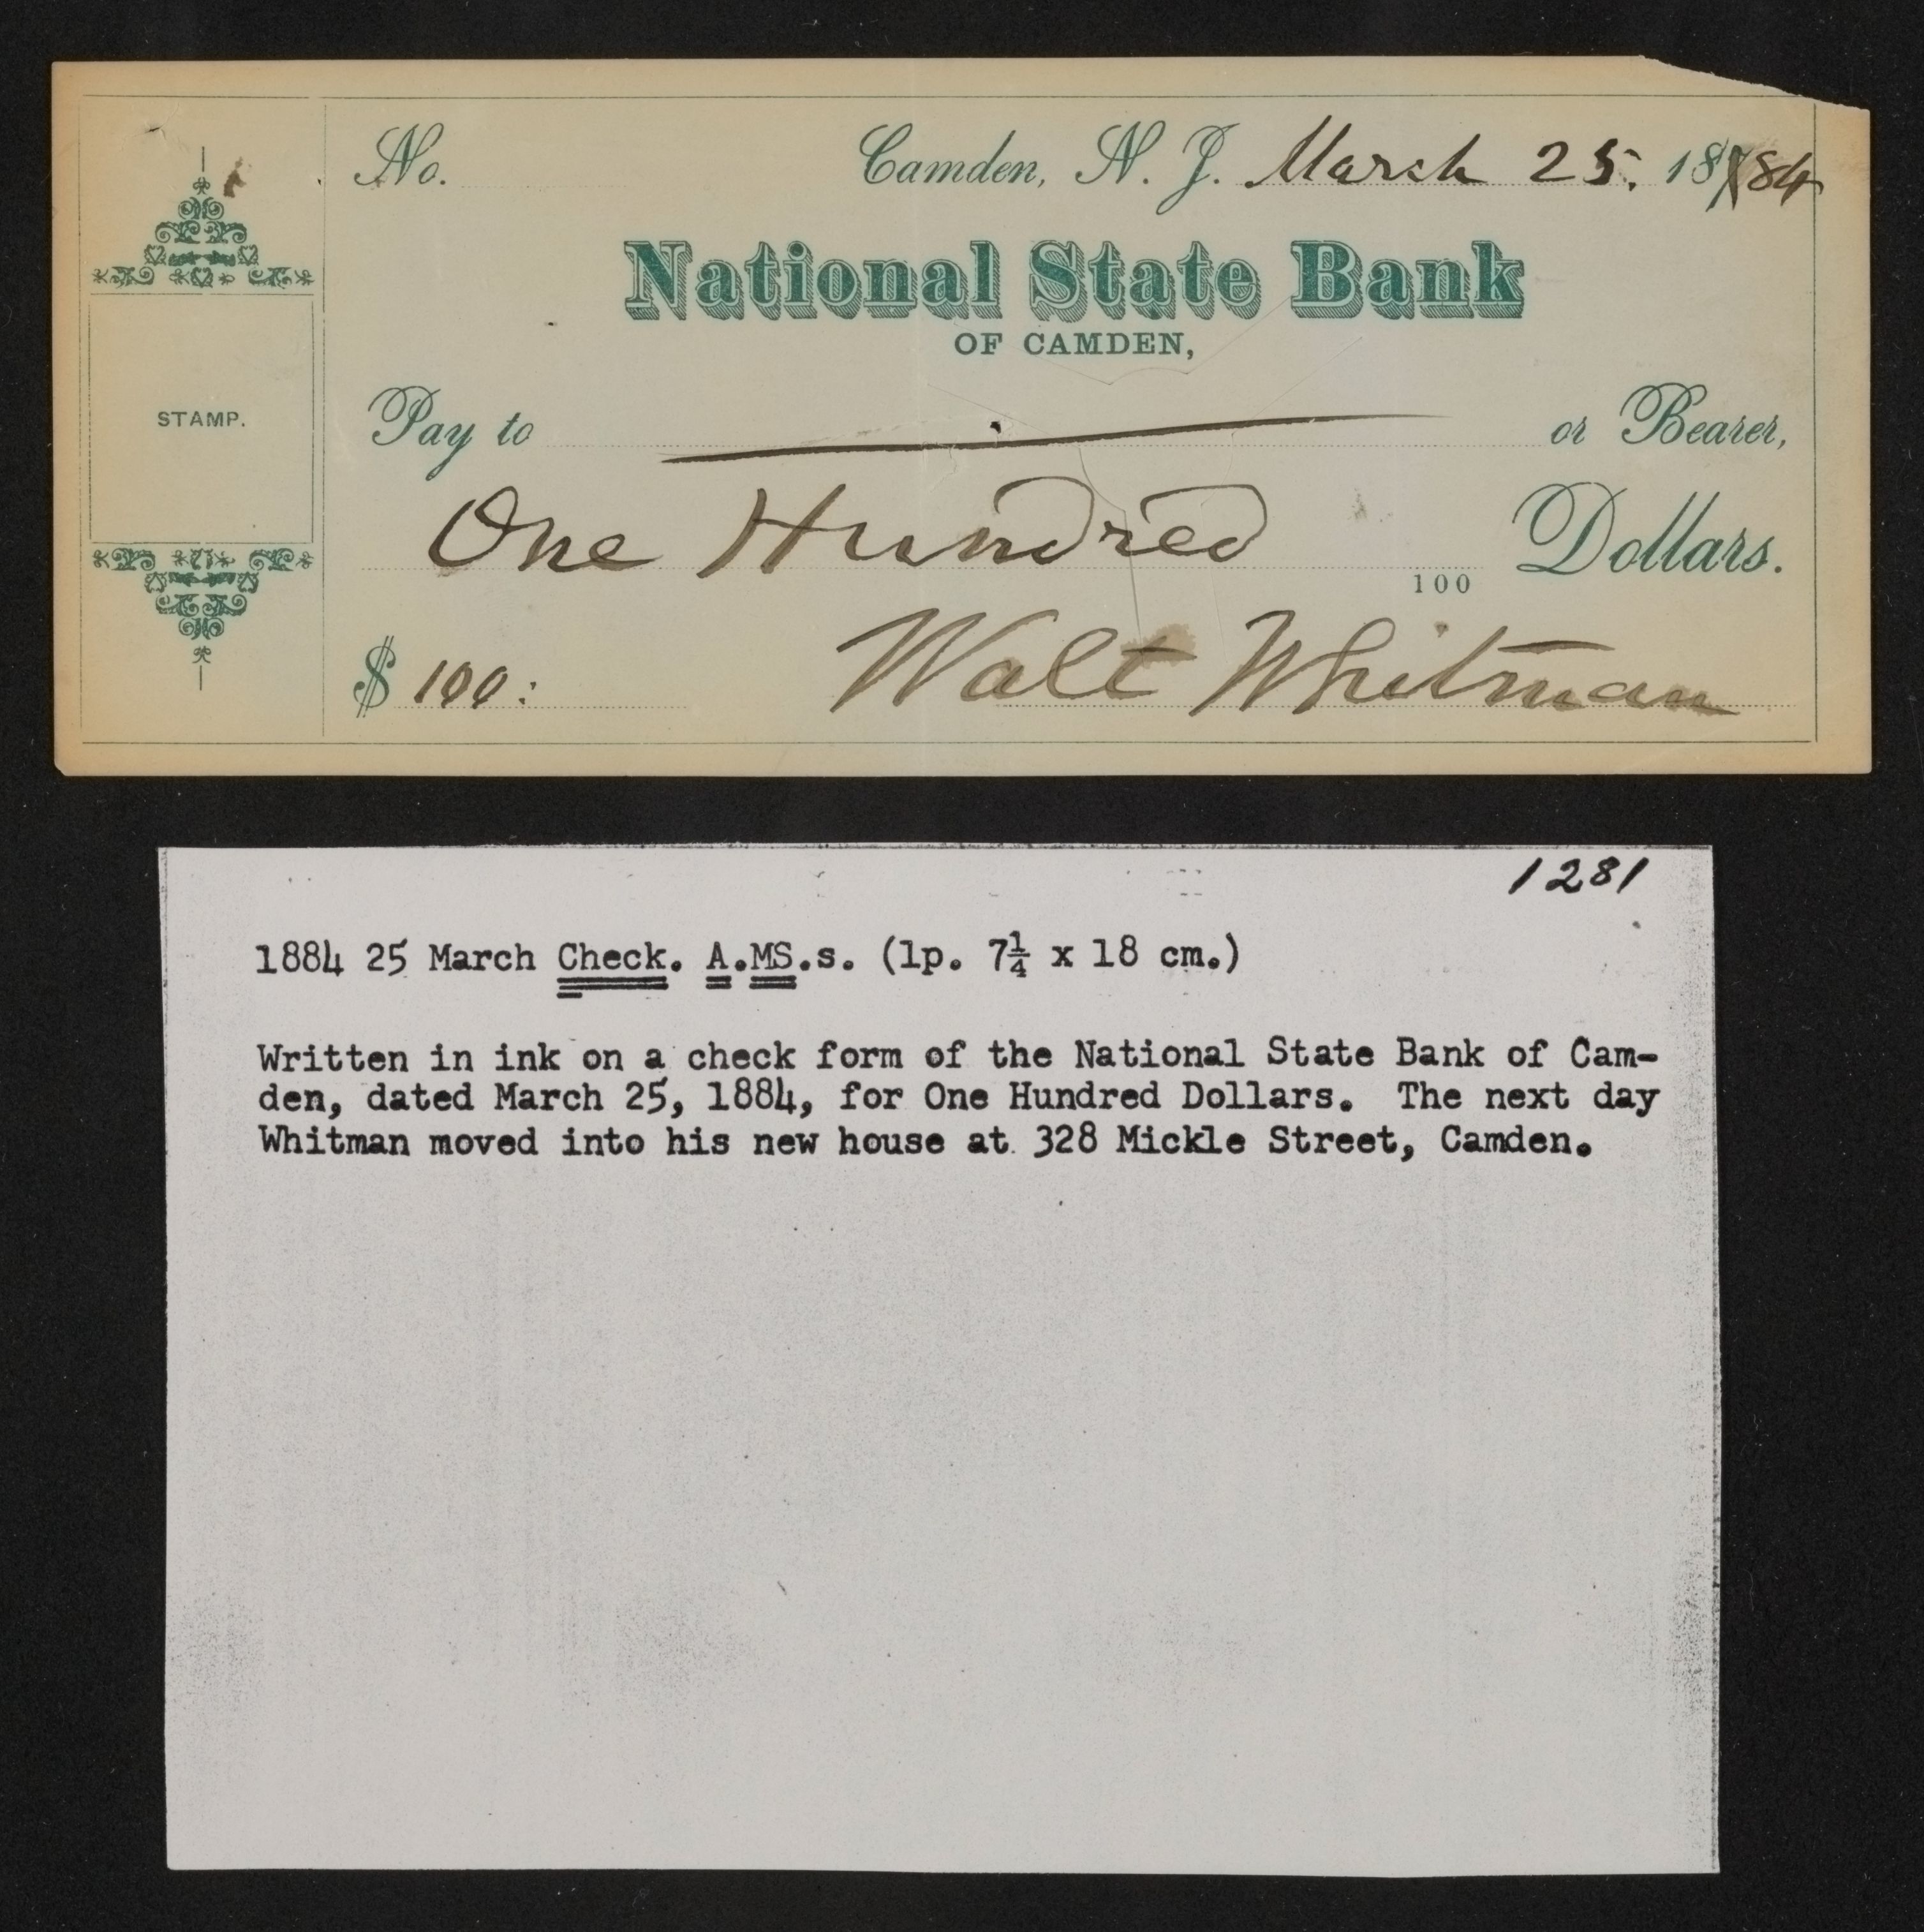 No. Camden, N. J. March 25. 187 84
National State Bank
OF CAMDEN,
STAMP.
Pay to or Bearer,
One Hundred Dollars.
100
$ 100: Walt Whitman
1281
1884 25 March Check. A.MS.s. (1p. 7¼ x 18 cm.)
Written in ink on a check form of the National State Bank of Cam-
den, dated March 25, 1884, for One Hundred Dollars. The next day
Whitman moved into his new house at 328 Mickle Street, Camden.